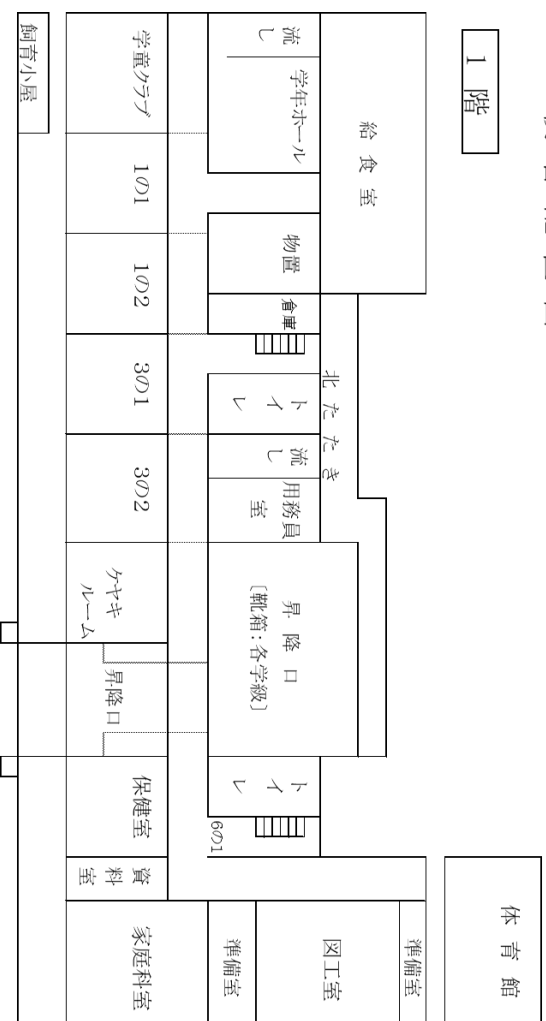 1 階
給 食 室
流し
学年ホール
物置
倉庫
北 た た き
トイレ
流し
用務員
室
昇 降 口
〔靴箱：各学級〕
トイレ
6の1
飼育小屋
学童クラブ
1の1
1の2
3の1
3の2
ケヤキ
ルーム
昇降口
保健室
資料
室
家庭科室
準備室
図工室
準備室
体 育 館